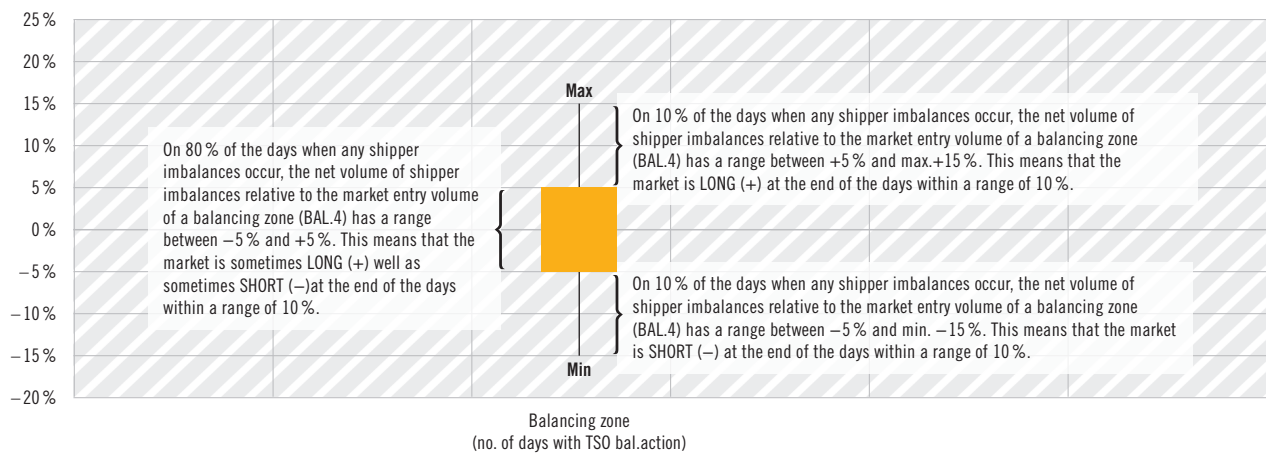 25 %
20 %
15 %
10 %
5 %
0 %
−5 %
−10 %
−15 %
−20 %
On 80 % of the days when any shipper
imbalances occur, the net volume of shipper
imbalances relative to the market entry volume
of a balancing zone (BAL.4) has a range
between −5 % and +5 %. This means that the
market is sometimes LONG (+) well as
sometimes SHORT (−)at the end of the days
within a range of 10 %.
Max
On 10 % of the days when any shipper imbalances occur, the net volume of
shipper imbalances relative to the market entry volume of a balancing zone
(BAL.4) has a range between +5 % and max.+15 %. This means that the
market is LONG (+) at the end of the days within a range of 10 %.
On 10 % of the days when any shipper imbalances occur, the net volume of
shipper imbalances relative to the market entry volume of a balancing zone
(BAL.4) has a range between −5 % and min. −15 %. This means that the market
is SHORT (−) at the end of the days within a range of 10 %.
Min
Balancing zone
(no. of days with TSO bal.action)